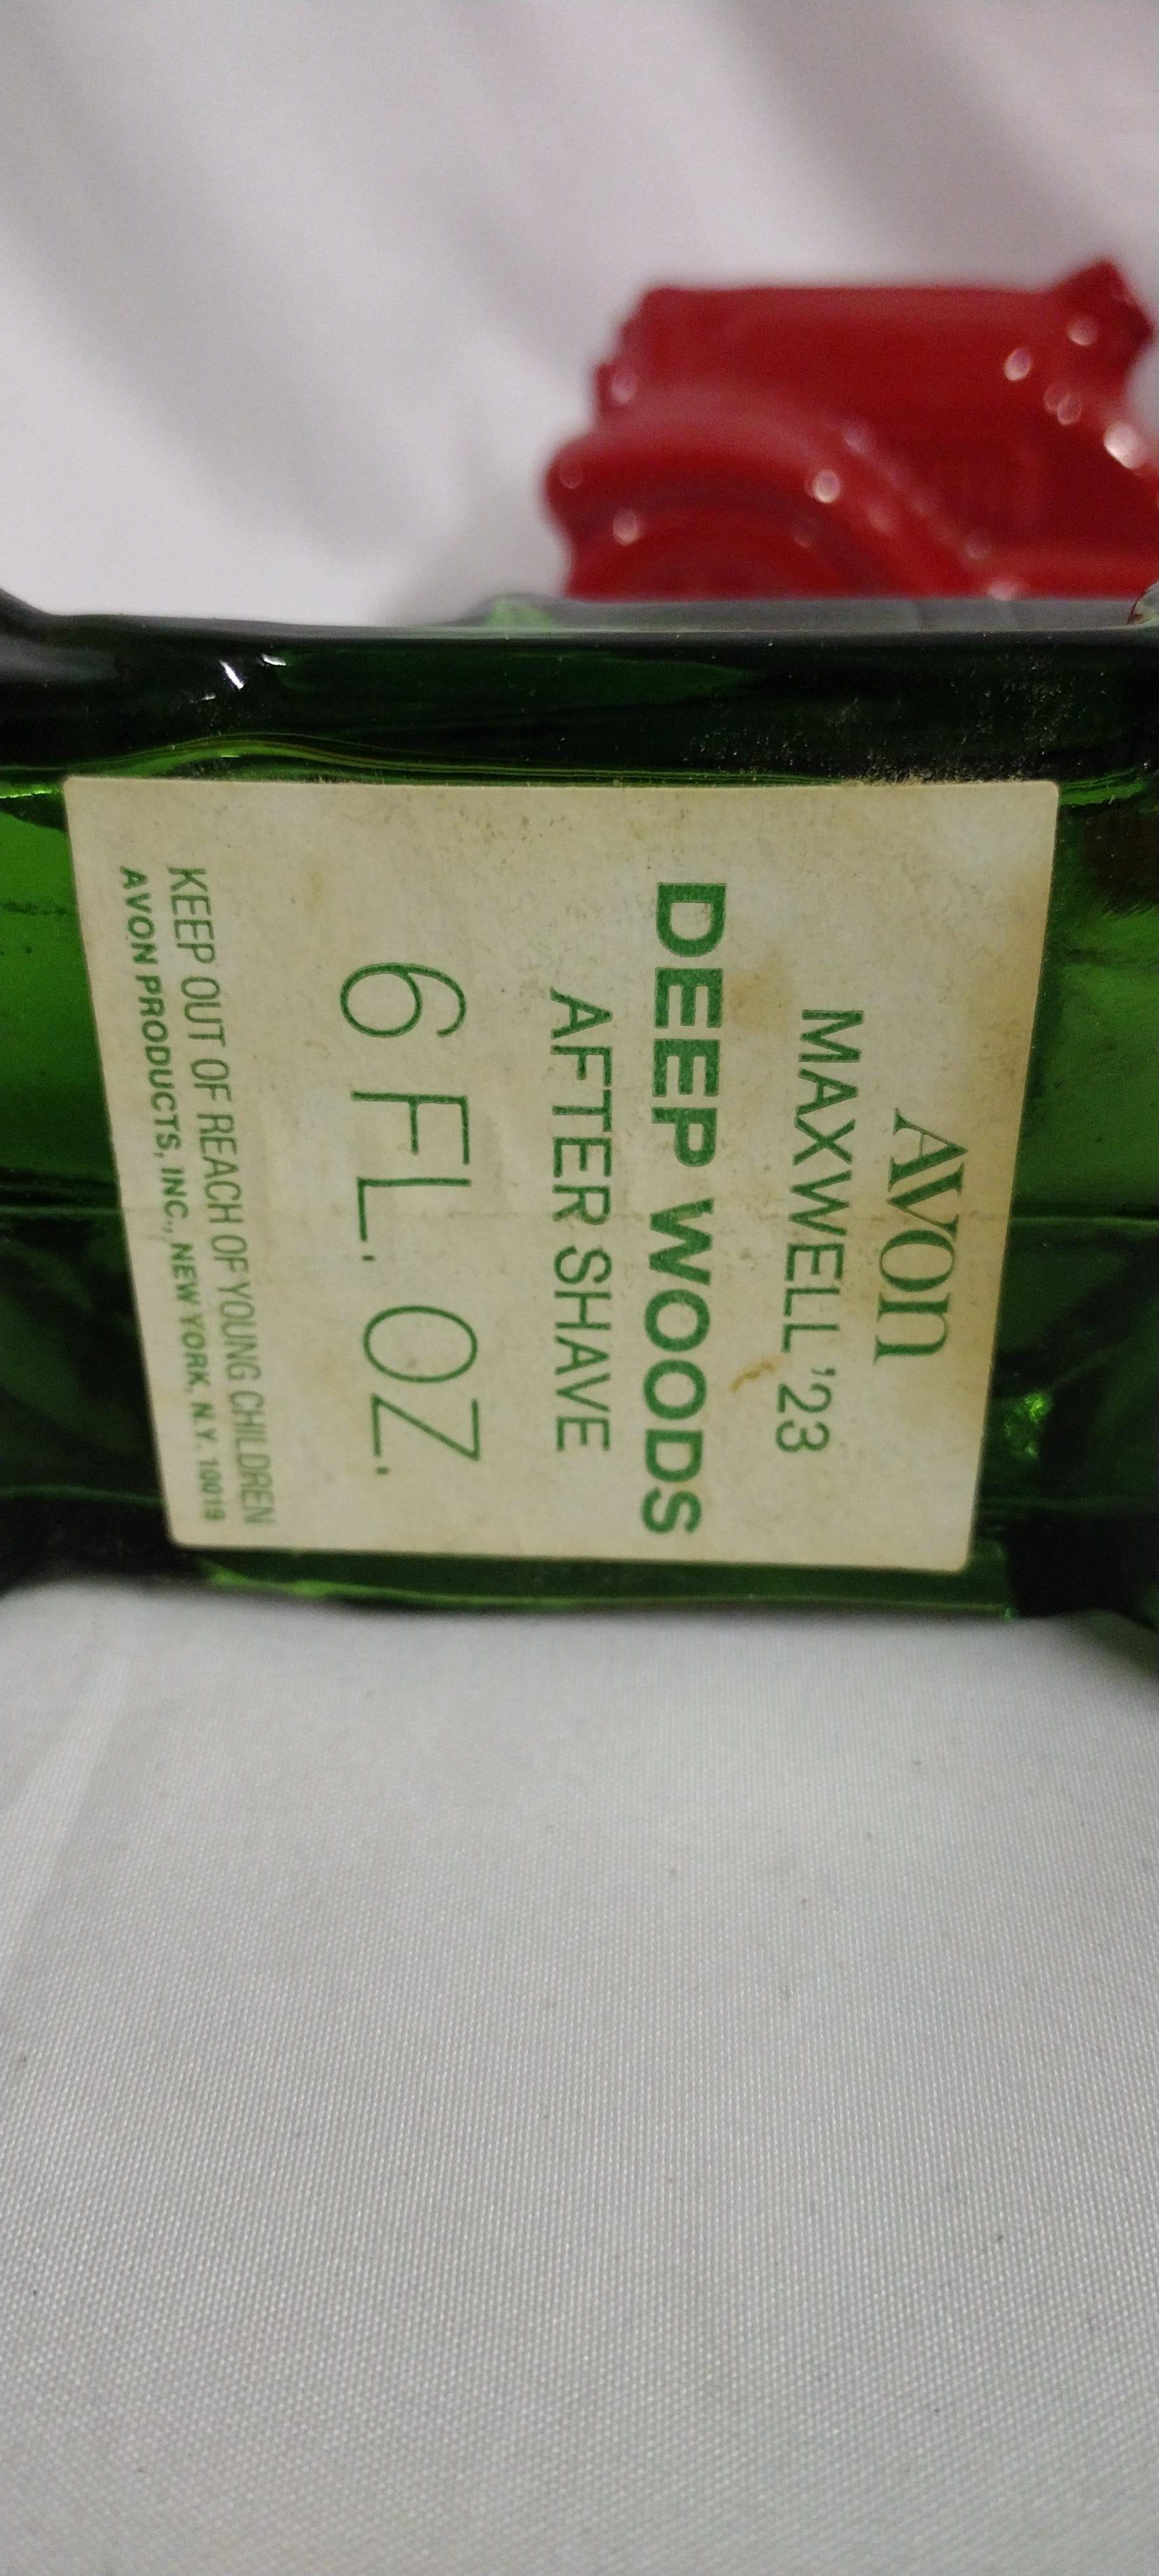 AVON
MAXWELL '23
DEEP WOODS
AFTER SHAVE
6 FL. OZ.
KEEP OUT OF REACH OF YOUNG CHILDREN
AVON PRODUCTS, INC., NEW YORK, N.Y. 10019